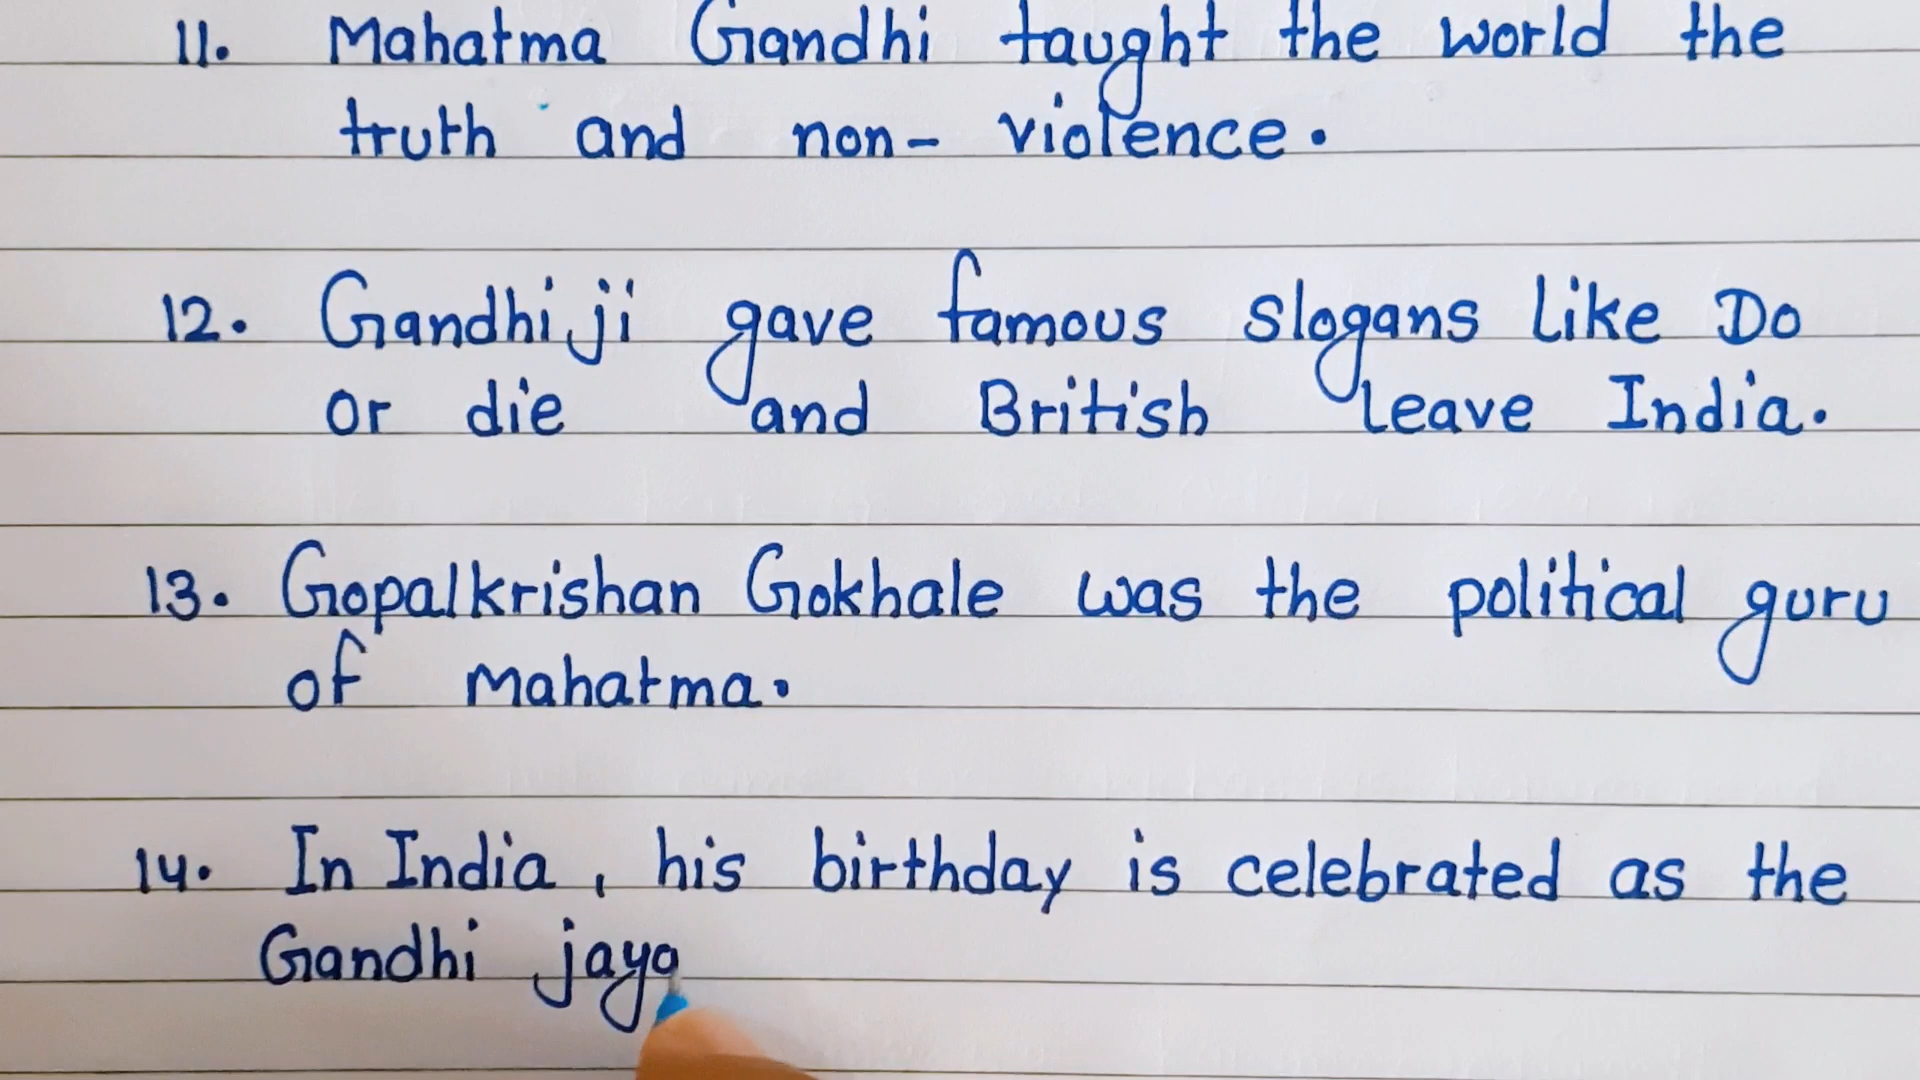 11. Mahatma Gandhi taught the world the
truth and non- violence.
12. Gandhiji gave famous slogans like Do
or die and British leave India.
13. Gopalkrishan Gokhale was the political guru
of Mahatma.
14. In India, his birthday is celebrated as the
Gandhi jaya